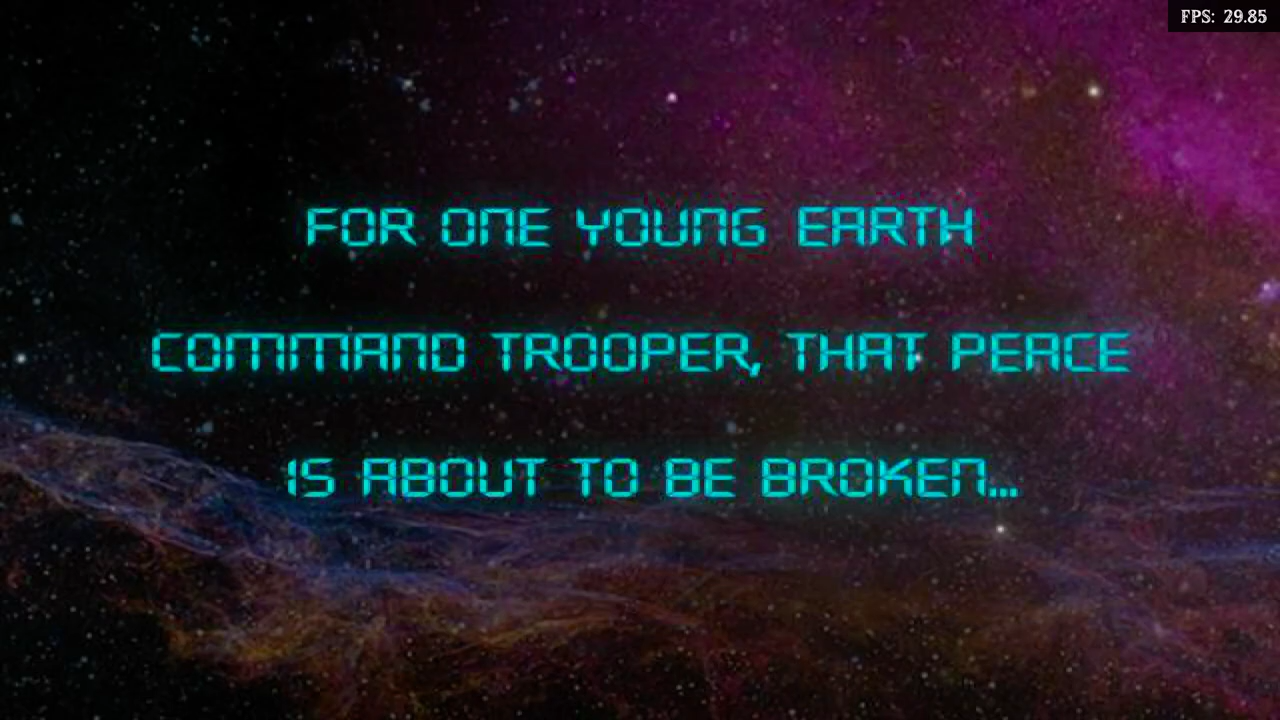 FPS: 29.85
FOR ONE YOUNG EARTH
COMMAND TROOPER, THAT PEACE
IS ABOUT TO BE BROKEN...